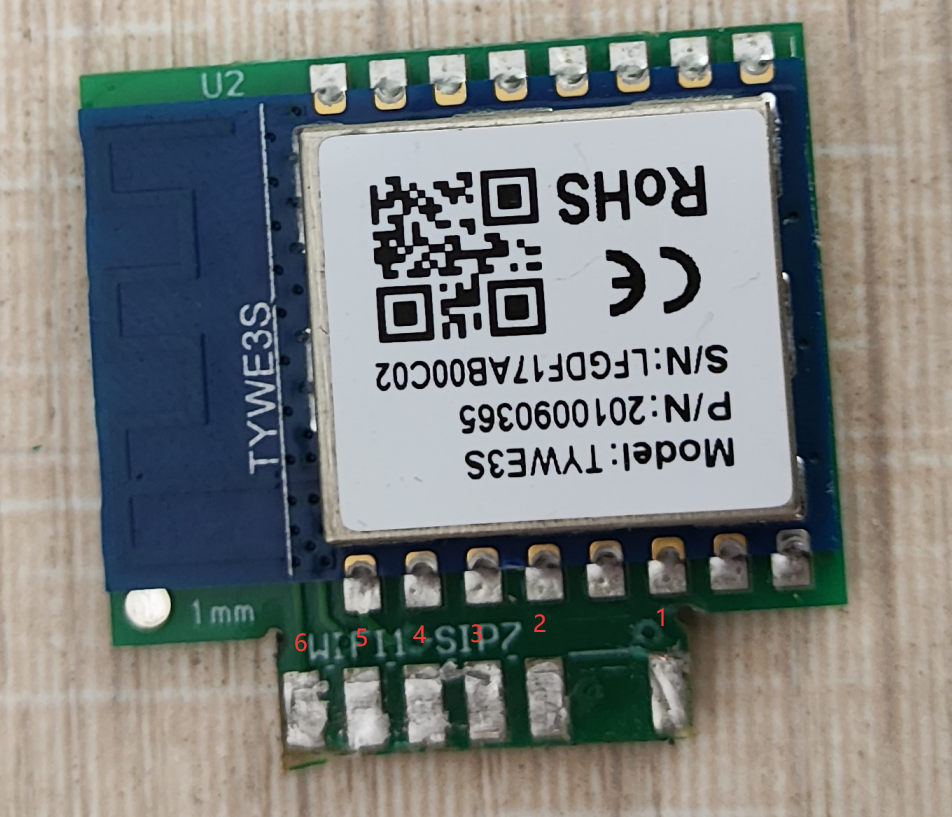 U2
RoHS
CE
TYWE3S
S/N:LFGDF17AB00C02
P/N:2010090365
Model:TYWE3S
1mm
6 5 4 3 2 1
WIFI1-SIP7